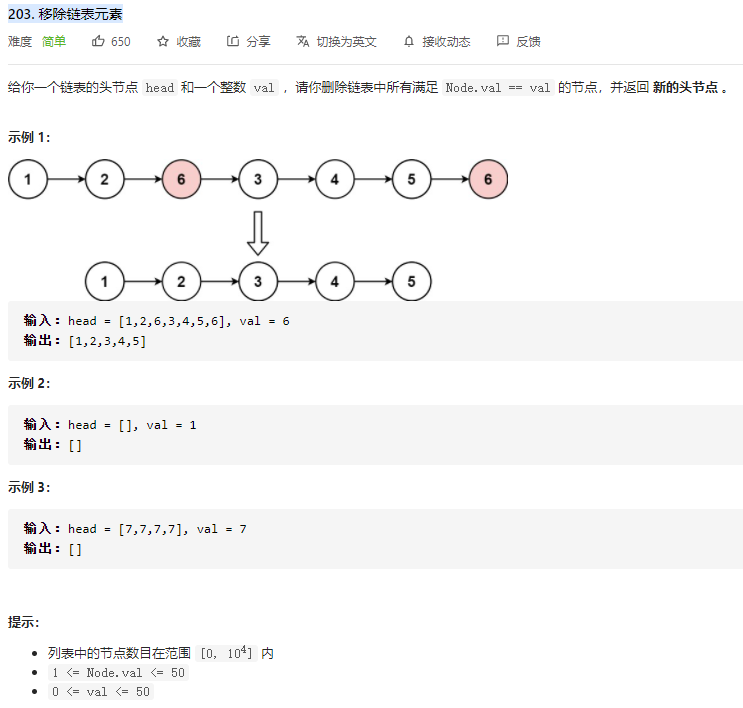 203. 移除链表元素
难度 简单 650 收藏 分享 切换为英文 接收动态 反馈
给你一个链表的头节点 head 和一个整数 val ，请你删除链表中所有满足 Node.val == val 的节点，并返回 新的头节点 。
示例 1：
1 2 6 3 4 5 6
1 2 3 4 5
输入：head = [1,2,6,3,4,5,6], val = 6
输出：[1,2,3,4,5]
示例 2：
输入：head = [], val = 1
输出：[]
示例 3：
输入：head = [7,7,7,7], val = 7
输出：[]
提示：
列表中的节点数目在范围 [0, 10⁴] 内
1 <= Node.val <= 50
0 <= val <= 50